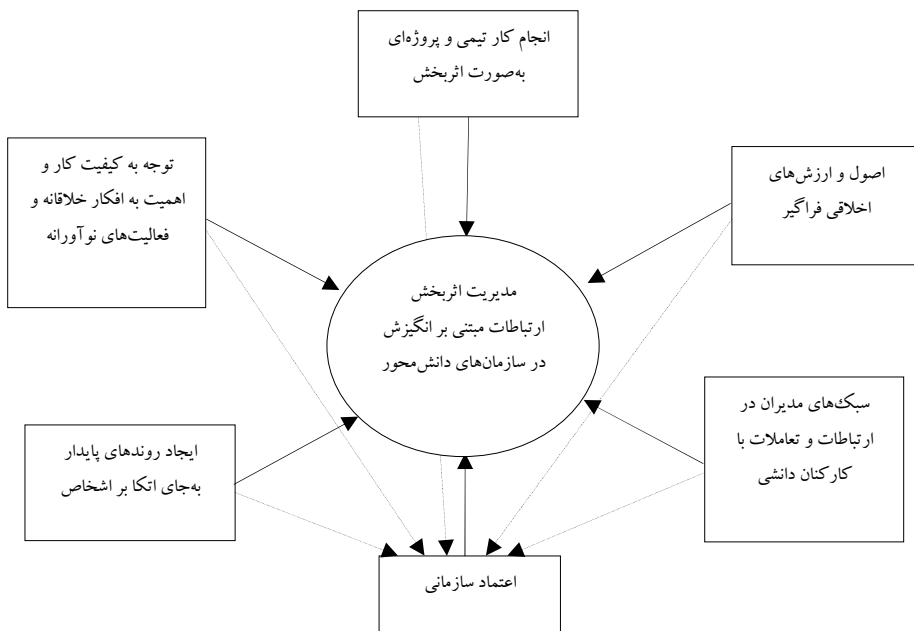 انجام کار تیمی و پروژه‌ای
به‌صورت اثربخش
اصول و ارزش‌های
اخلاقی فراگیر
توجه به کیفیت کار و
اهمیت به افکار خلاقانه و
فعالیت‌های نوآورانه
مدیریت اثربخش
ارتباطات مبتنی بر انگیزش
در سازمان‌های دانش‌محور
سبک‌های مدیران در
ارتباطات و تعاملات با
کارکنان دانشی
ایجاد روندهای پایدار
به‌جای اتکا بر اشخاص
اعتماد سازمانی